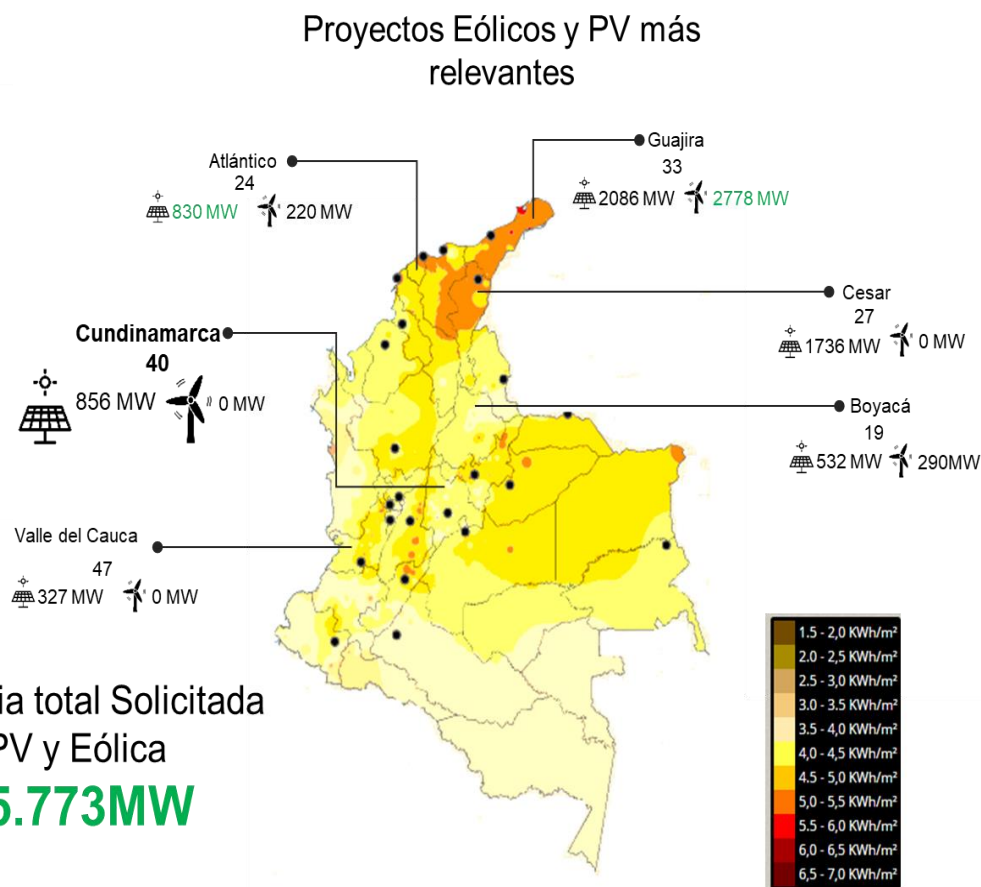 Proyectos Eólicos y PV más
relevantes
Guajira
33
2086 MW 2778 MW
Atlántico
24
830 MW 220 MW
Cesar
27
1736 MW 0 MW
Cundinamarca
40
856 MW 0 MW
Boyacá
19
532 MW 290MW
Valle del Cauca
47
327 MW 0 MW
ia total Solicitada
PV y Eólica
5.773MW
1.5 - 2,0 KWh/m²
2.0 - 2,5 KWh/m²
2.5 - 3,0 KWh/m²
3.0 - 3.5 KWh/m²
3.5 - 4,0 KWh/m²
4,0 - 4,5 KWh/m²
4.5 - 5,0 KWh/m²
5,0 - 5,5 KWh/m²
5.5 - 6,0 KWh/m²
6,0 - 6,5 KWh/m²
6,5 - 7,0 KWh/m²